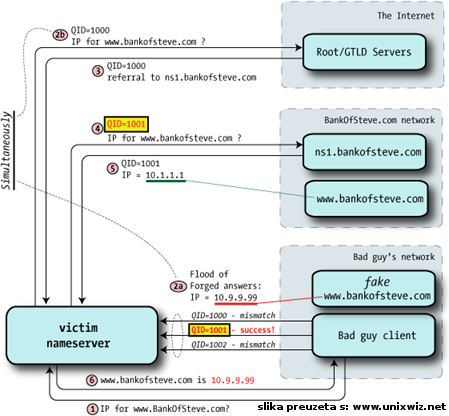 The Internet
2b
QID=1000
IP for www.bankofsteve.com ?
Root/GTLD Servers
3
QID=1000
referral to ns1.bankofsteve.com
Simultaneously
BankOfSteve.com network
4
QID=1001
IP for www.bankofsteve.com ?
ns1.bankofsteve.com
5
QID=1001
IP = 10.1.1.1
www.bankofsteve.com
Bad guy's network
2a
Flood of
Forged answers:
IP = 10.9.9.99
fake
www.bankofsteve.com
victim
nameserver
QID=1000 - mismatch
QID=1001 - success!
QID=1002 - mismatch
Bad guy client
6 www.bankofsteve.com is 10.9.9.99
1 IP for www.BankOfSteve.com?
slika preuzeta s: www.unixwiz.net